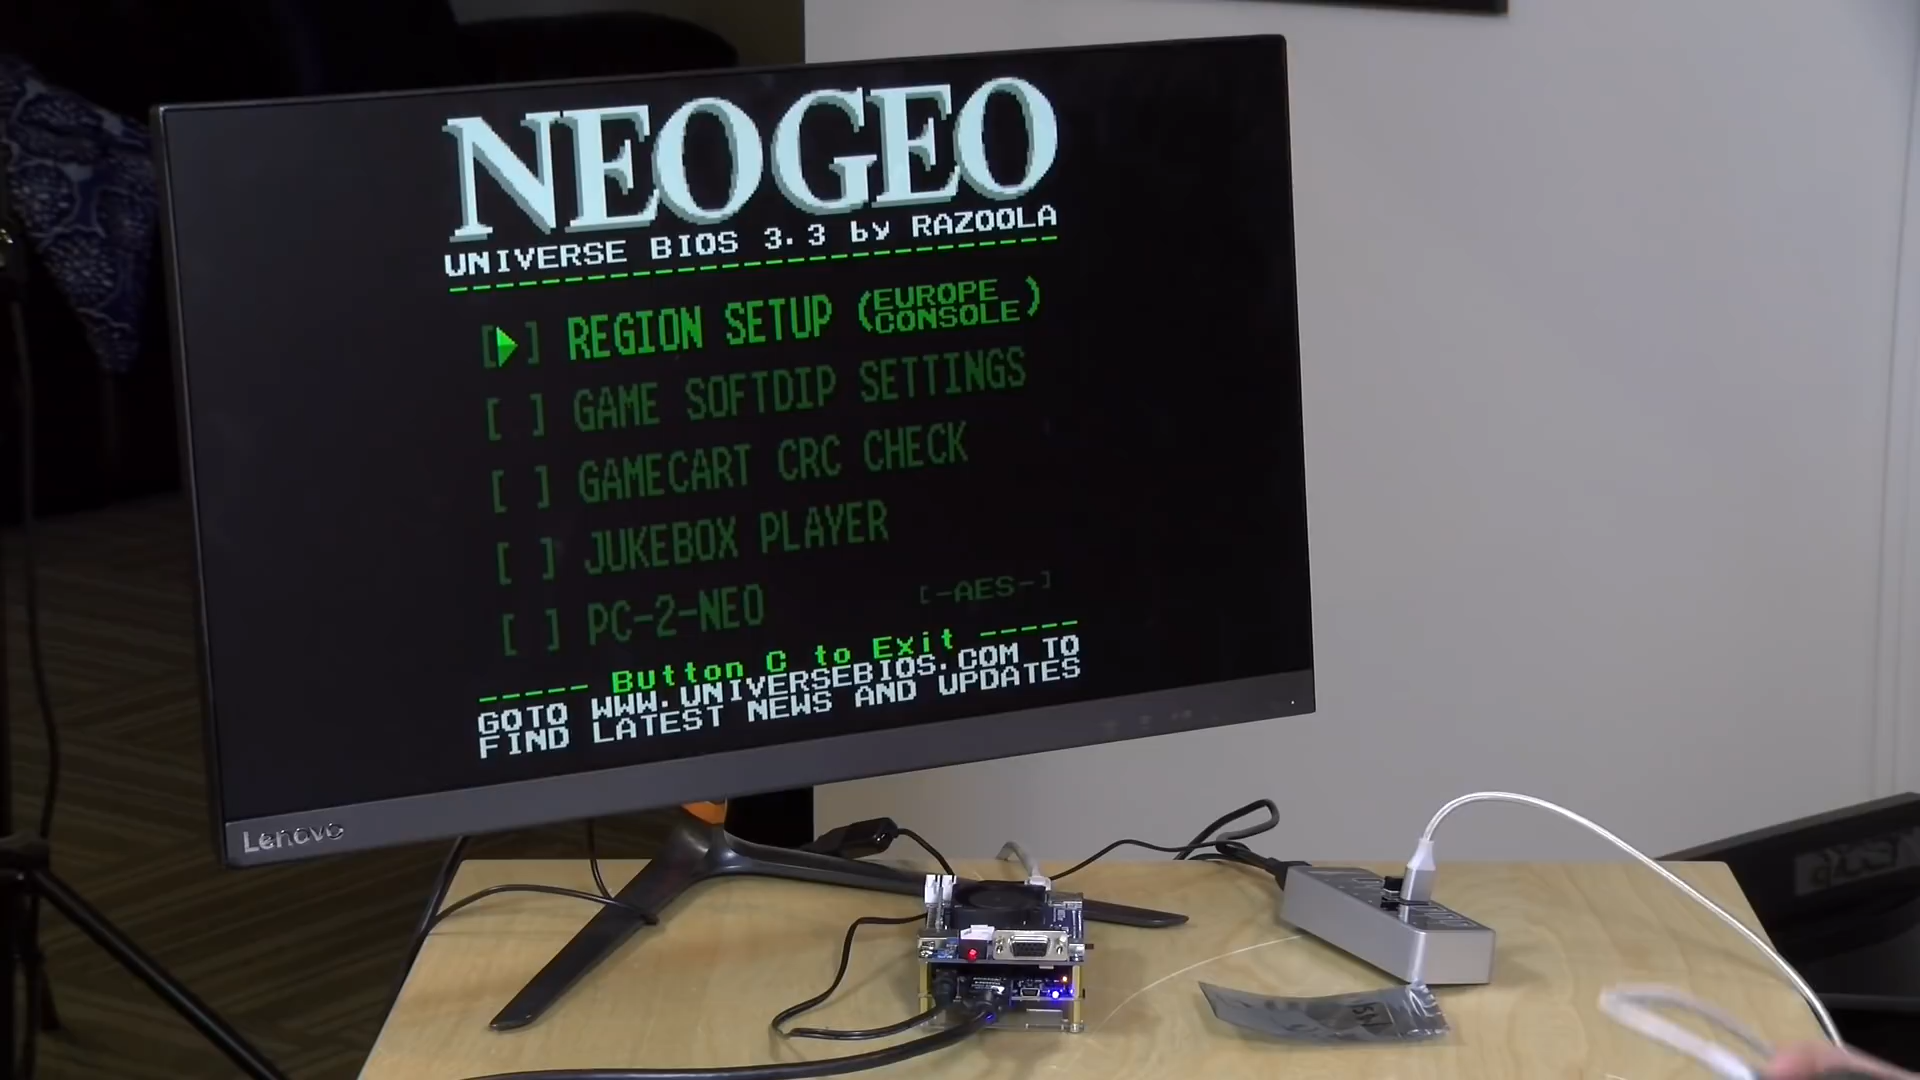 NEOGEO
UNIVERSE BIOS 3.3 by RAZOOLA
[▶] REGION SETUP (EUROPE CONSOLE)
[ ] GAME SOFTDIP SETTINGS
[ ] GAMECART CRC CHECK
[ ] JUKEBOX PLAYER
[ ] PC-2-NEO [-AES-]
----- Button C to Exit -----
GOTO WWW.UNIVERSEBIOS.COM TO
FIND LATEST NEWS AND UPDATES
Lenovo